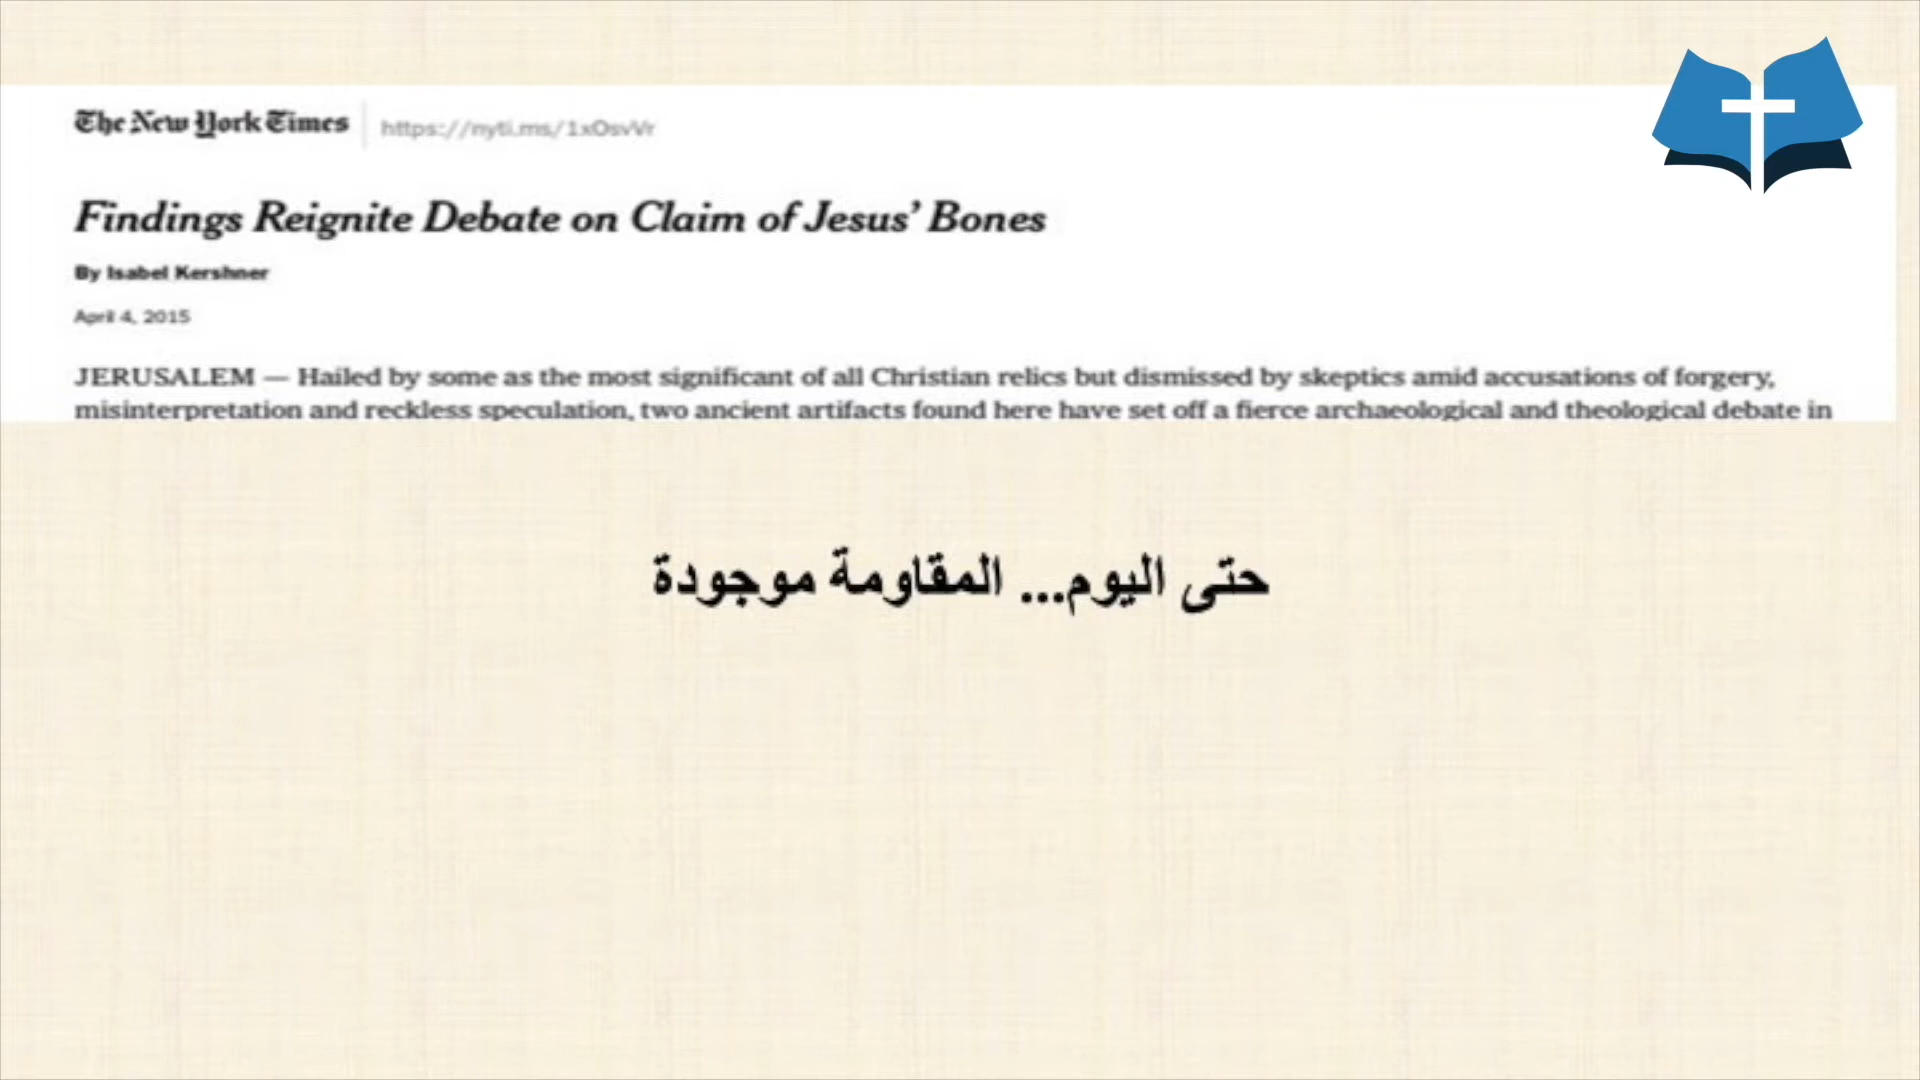 The New York Times
https://nyti.ms/1xOsvVr
Findings Reignite Debate on Claim of Jesus’ Bones
By Isabel Kershner
April 4, 2015
JERUSALEM — Hailed by some as the most significant of all Christian relics but dismissed by skeptics amid accusations of forgery,
misinterpretation and reckless speculation, two ancient artifacts found here have set off a fierce archaeological and theological debate in
حتى اليوم... المقاومة موجودة